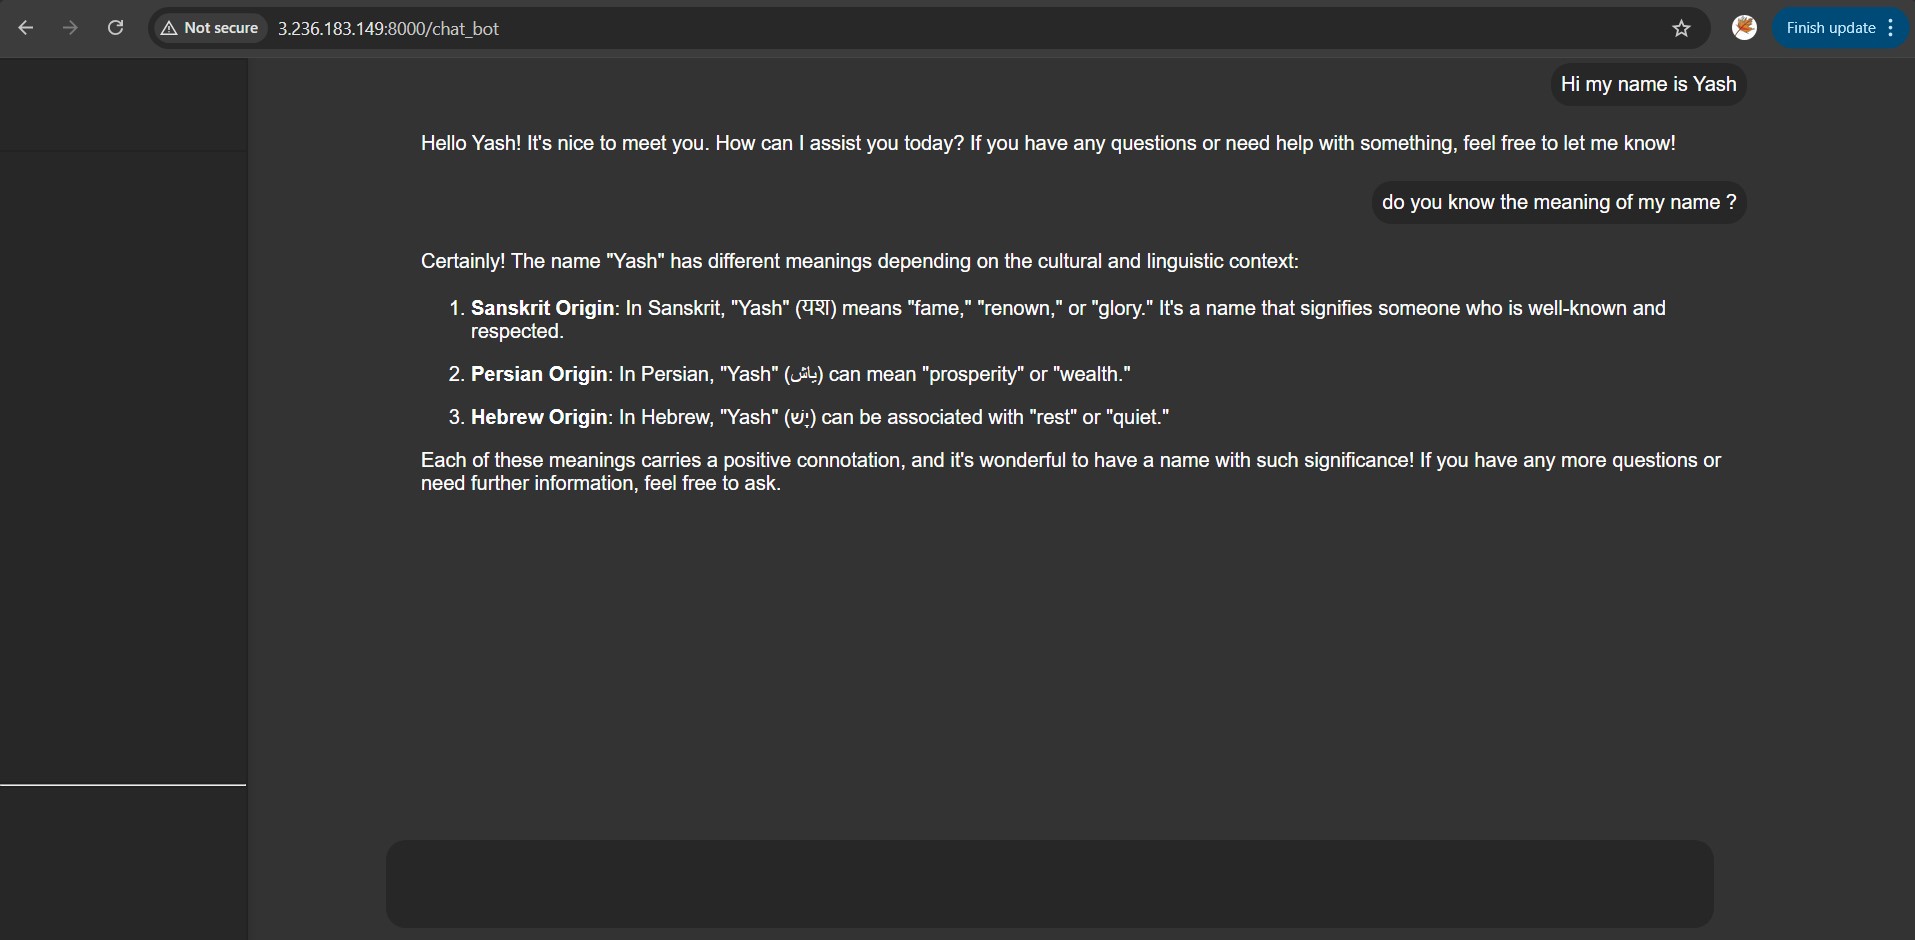 Not secure 3.236.183.149:8000/chat_bot Finish update
Hi my name is Yash
Hello Yash! It's nice to meet you. How can I assist you today? If you have any questions or need help with something, feel free to let me know!
do you know the meaning of my name ?
Certainly! The name "Yash" has different meanings depending on the cultural and linguistic context:
1. Sanskrit Origin: In Sanskrit, "Yash" (यश) means "fame," "renown," or "glory." It's a name that signifies someone who is well-known and
respected.
2. Persian Origin: In Persian, "Yash" (یاش) can mean "prosperity" or "wealth."
3. Hebrew Origin: In Hebrew, "Yash" (יָשׁ) can be associated with "rest" or "quiet."
Each of these meanings carries a positive connotation, and it's wonderful to have a name with such significance! If you have any more questions or
need further information, feel free to ask.